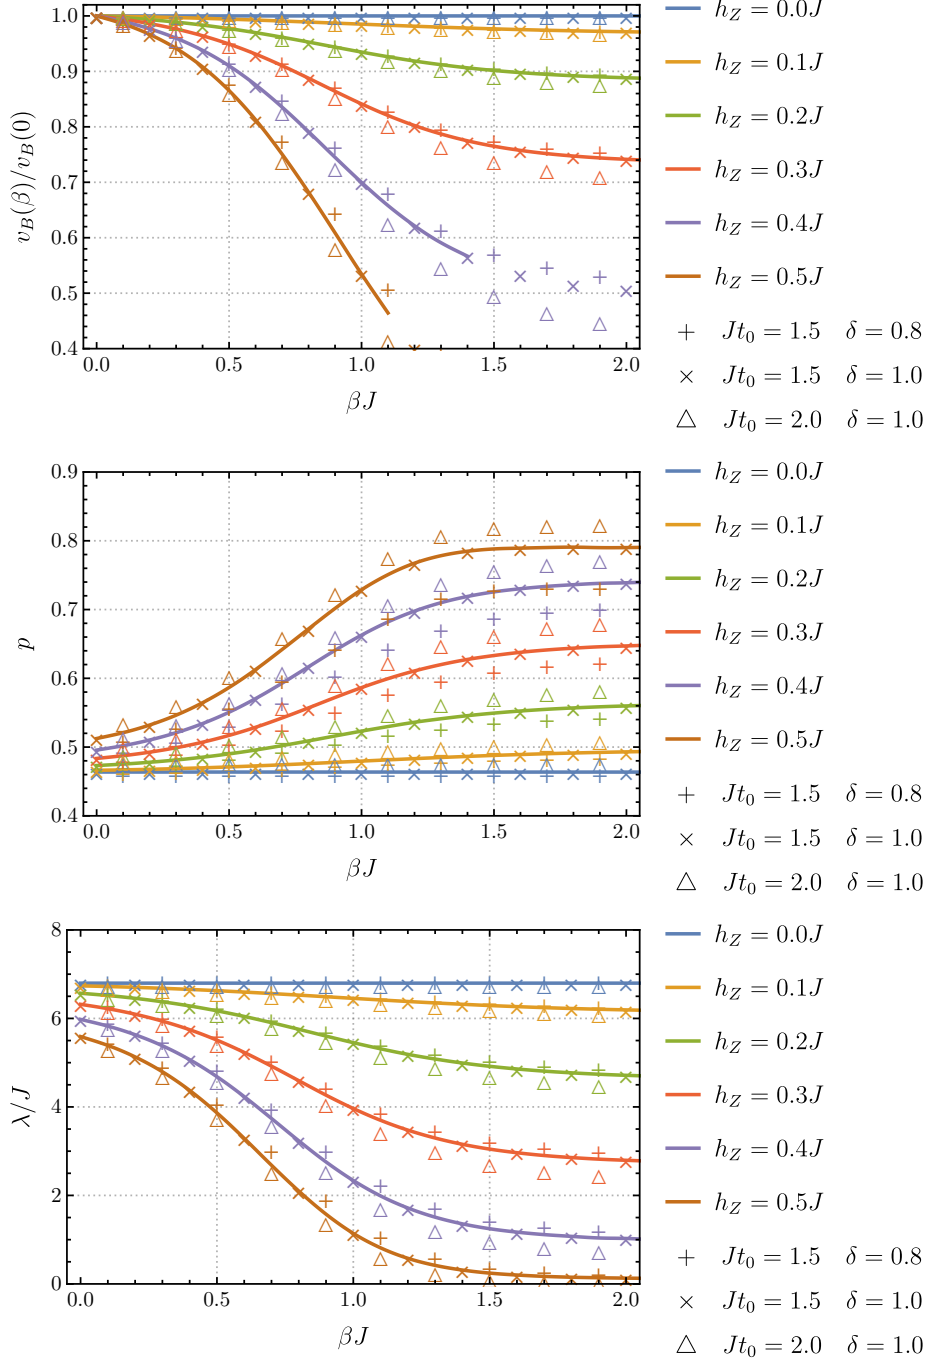 1.0
0.9
0.8
0.7
0.6
0.5
0.4
v_B(β)/v_B(0)
0.0 0.5 1.0 1.5 2.0
βJ
h_Z = 0.0J
h_Z = 0.1J
h_Z = 0.2J
h_Z = 0.3J
h_Z = 0.4J
h_Z = 0.5J
+ Jt_0 = 1.5 δ = 0.8
× Jt_0 = 1.5 δ = 1.0
△ Jt_0 = 2.0 δ = 1.0
0.9
0.8
0.7
0.6
0.5
0.4
p
0.0 0.5 1.0 1.5 2.0
βJ
h_Z = 0.0J
h_Z = 0.1J
h_Z = 0.2J
h_Z = 0.3J
h_Z = 0.4J
h_Z = 0.5J
+ Jt_0 = 1.5 δ = 0.8
× Jt_0 = 1.5 δ = 1.0
△ Jt_0 = 2.0 δ = 1.0
8
6
4
2
0
λ/J
0.0 0.5 1.0 1.5 2.0
βJ
h_Z = 0.0J
h_Z = 0.1J
h_Z = 0.2J
h_Z = 0.3J
h_Z = 0.4J
h_Z = 0.5J
+ Jt_0 = 1.5 δ = 0.8
× Jt_0 = 1.5 δ = 1.0
△ Jt_0 = 2.0 δ = 1.0